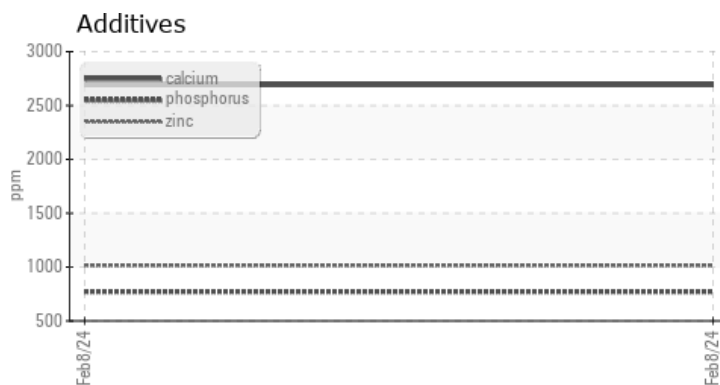 Additives
3000
2500
2000
1500
1000
500
ppm
calcium
phosphorus
zinc
Feb8/24
Feb8/24